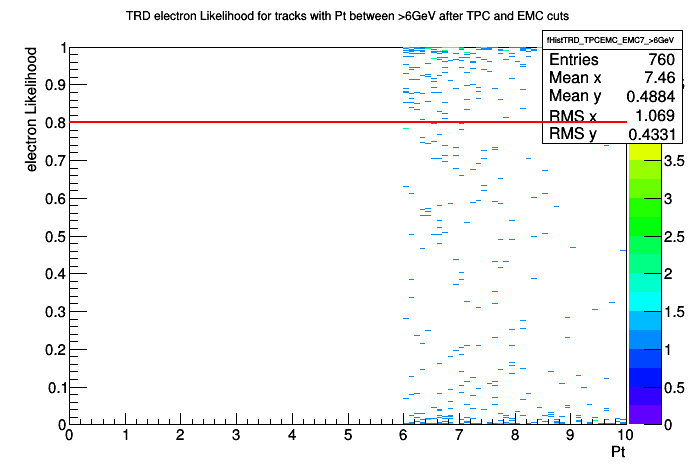 TRD electron Likelihood for tracks with Pt between >6GeV after TPC and EMC cuts
fHistTRD_TPCEMC_EMC7_>6GeV
Entries 760
Mean x 7.46
Mean y 0.4884
RMS x 1.069
RMS y 0.4331
electron Likelihood
1
0.9
0.8
0.7
0.6
0.5
0.4
0.3
0.2
0.1
0
0 1 2 3 4 5 6 7 8 9 10
Pt
3.5
3
2.5
2
1.5
1
0.5
0